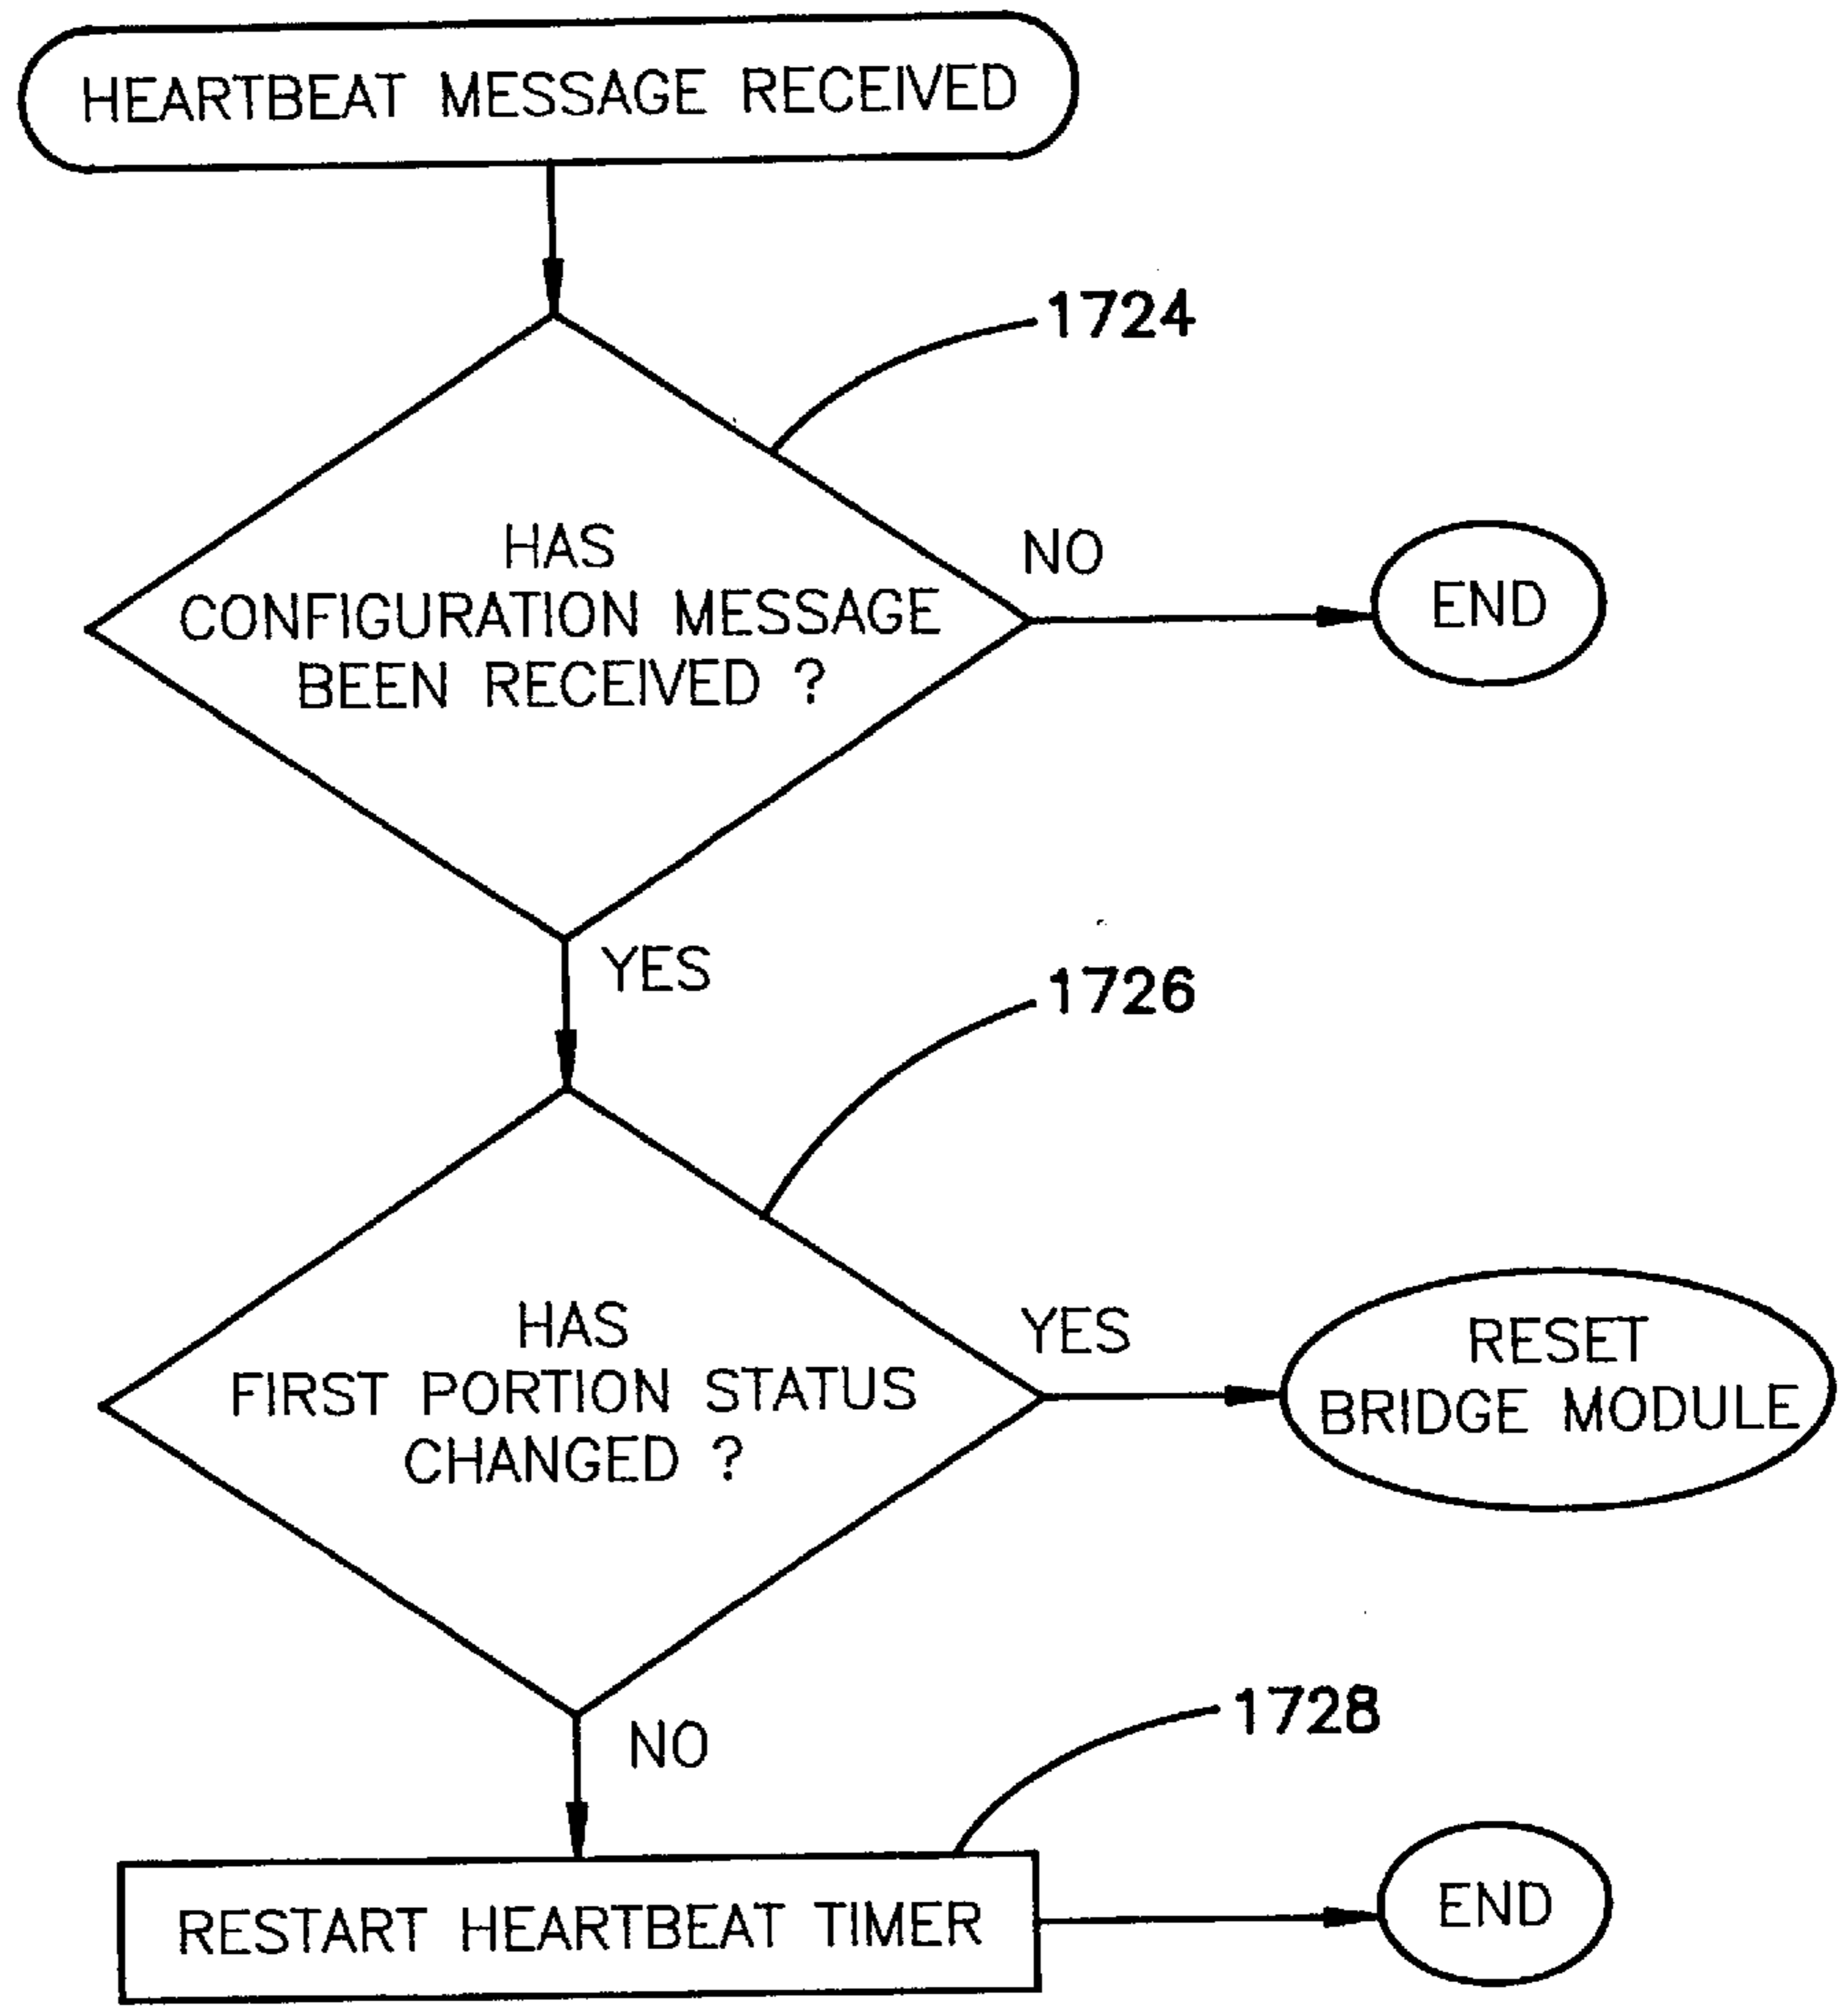 HEARTBEAT MESSAGE RECEIVED
1724
HAS
CONFIGURATION MESSAGE
BEEN RECEIVED ?
NO
END
YES
1726
HAS
FIRST PORTION STATUS
CHANGED ?
YES
RESET
BRIDGE MODULE
NO
1728
RESTART HEARTBEAT TIMER
END